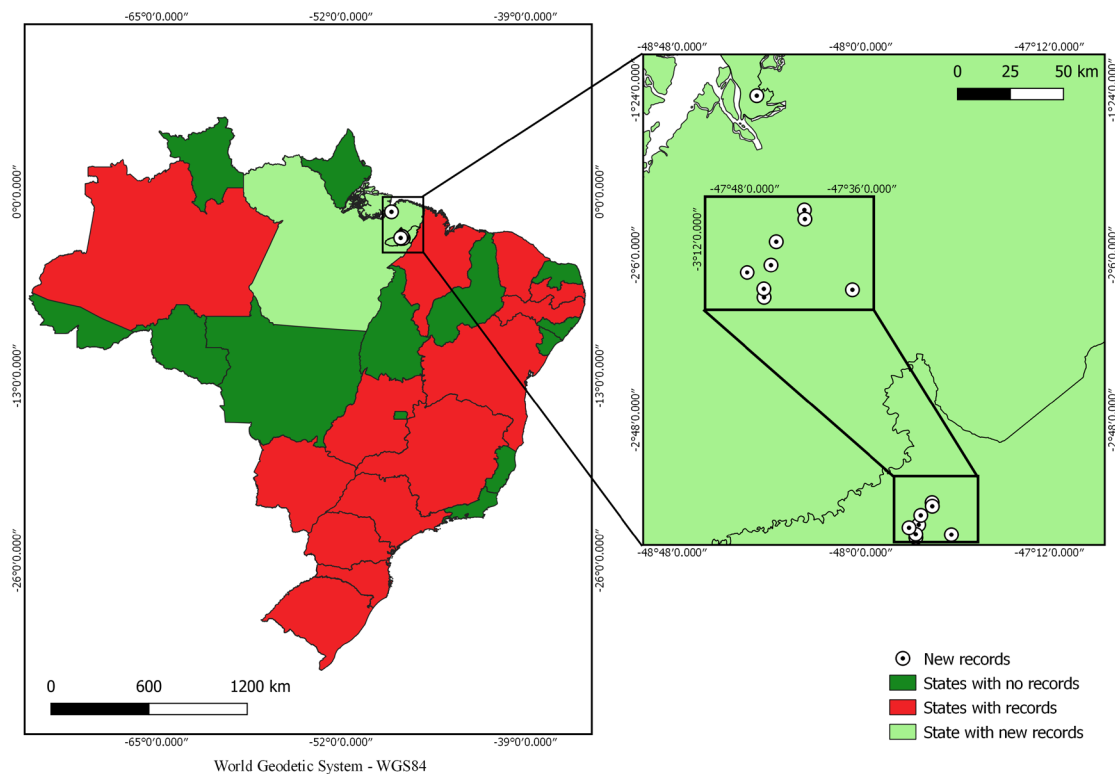 -65°0'0.000" -52°0'0.000" -39°0'0.000"
0°0'0.000" 0°0'0.000"
-13°0'0.000" -13°0'0.000"
-26°0'0.000" -26°0'0.000"
0 600 1200 km
-65°0'0.000" -52°0'0.000" -39°0'0.000"
World Geodetic System - WGS84
-48°48'0.000" -48°0'0.000" -47°12'0.000"
0 25 50 km
-1°24'0.000" -1°24'0.000"
-47°48'0.000" -47°36'0.000"
-3°12'0.000"
-2°6'0.000" -2°6'0.000"
-2°48'0.000" -2°48'0.000"
-48°48'0.000" -48°0'0.000" -47°12'0.000"
New records
States with no records
States with records
State with new records